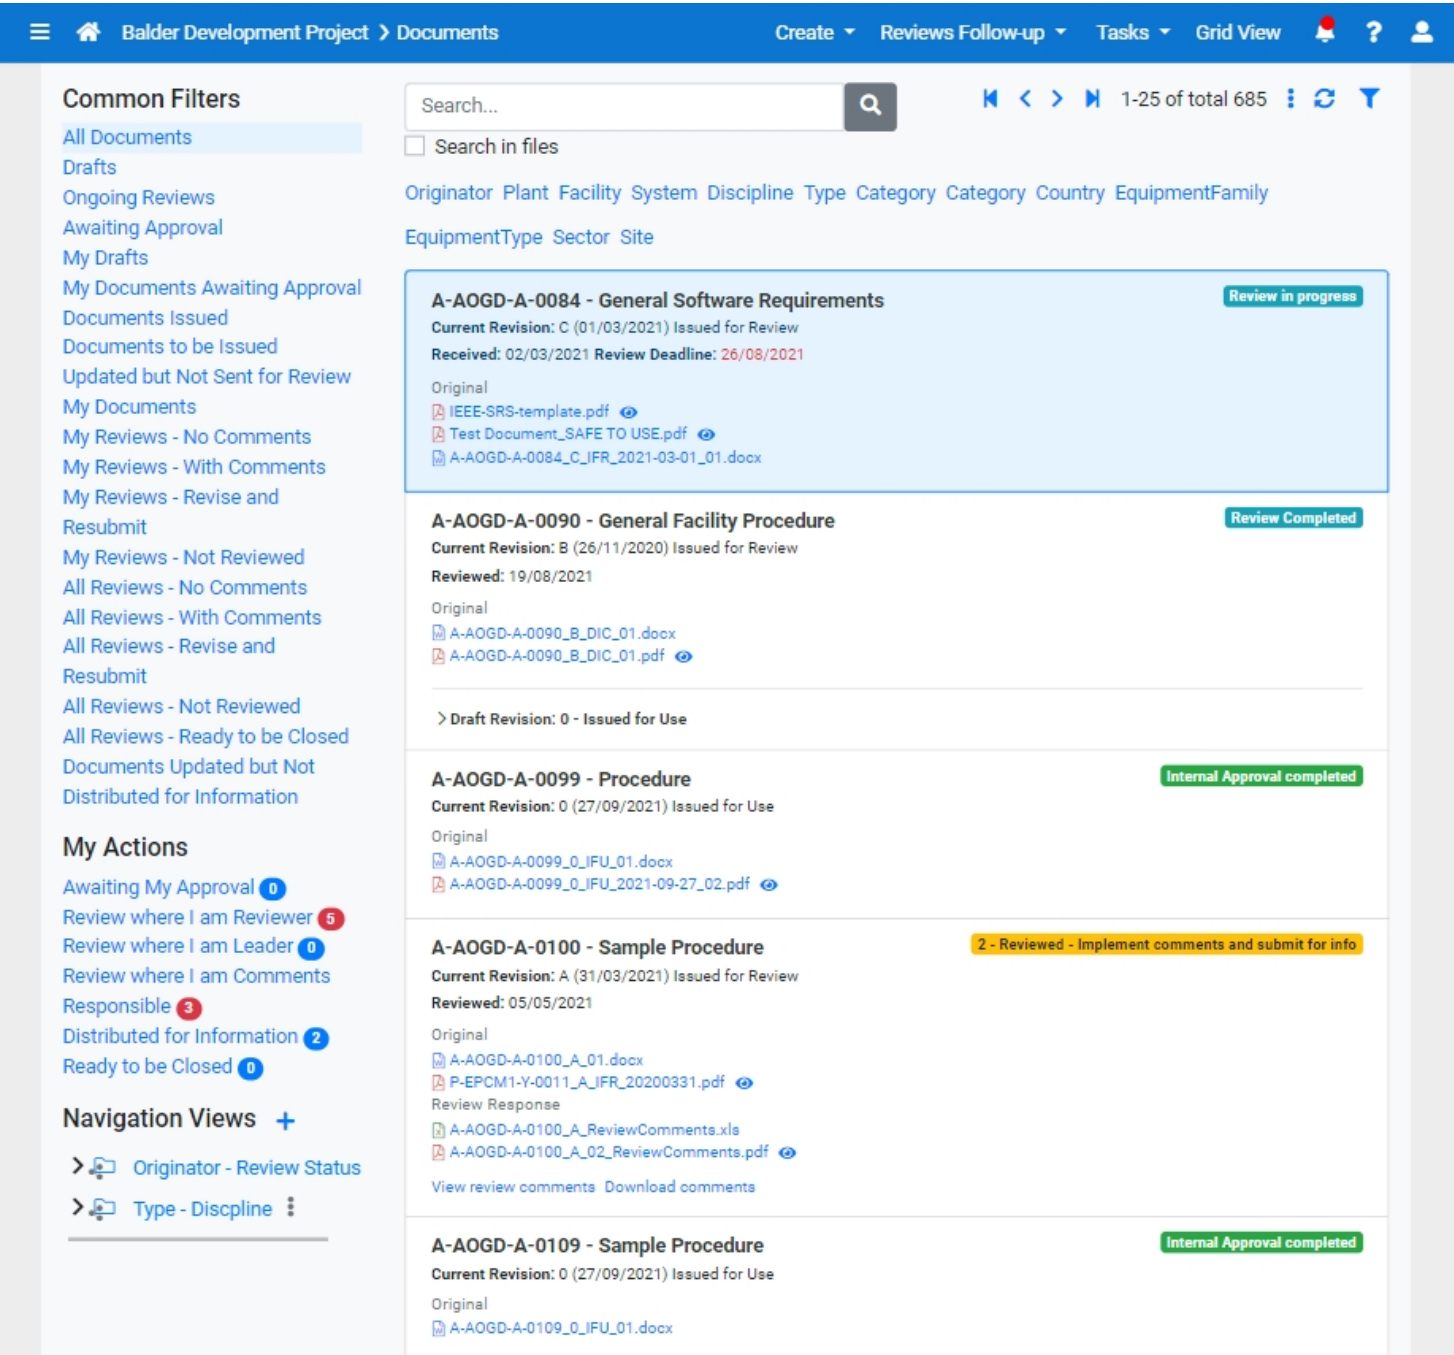 Balder Development Project > Documents
Create Reviews Follow-up Tasks Grid View
Common Filters
All Documents
Drafts
Ongoing Reviews
Awaiting Approval
My Drafts
My Documents Awaiting Approval
Documents Issued
Documents to be Issued
Updated but Not Sent for Review
My Documents
My Reviews - No Comments
My Reviews - With Comments
My Reviews - Revise and
Resubmit
My Reviews - Not Reviewed
All Reviews - No Comments
All Reviews - With Comments
All Reviews - Revise and
Resubmit
All Reviews - Not Reviewed
All Reviews - Ready to be Closed
Documents Updated but Not
Distributed for Information
My Actions
Awaiting My Approval 0
Review where I am Reviewer 5
Review where I am Leader 0
Review where I am Comments
Responsible 3
Distributed for Information 2
Ready to be Closed 0
Navigation Views +
Originator - Review Status
Type - Discpline
Search...
1-25 of total 685
Search in files
Originator Plant Facility System Discipline Type Category Category Country EquipmentFamily
EquipmentType Sector Site
A-AOGD-A-0084 - General Software Requirements
Review in progress
Current Revision: C (01/03/2021) Issued for Review
Received: 02/03/2021 Review Deadline: 26/08/2021
Original
IEEE-SRS-template.pdf
Test Document_SAFE TO USE.pdf
A-AOGD-A-0084_C_IFR_2021-03-01_01.docx
A-AOGD-A-0090 - General Facility Procedure
Review Completed
Current Revision: B (26/11/2020) Issued for Review
Reviewed: 19/08/2021
Original
A-AOGD-A-0090_B_DIC_01.docx
A-AOGD-A-0090_B_DIC_01.pdf
Draft Revision: 0 - Issued for Use
A-AOGD-A-0099 - Procedure
Internal Approval completed
Current Revision: 0 (27/09/2021) Issued for Use
Original
A-AOGD-A-0099_0_IFU_01.docx
A-AOGD-A-0099_0_IFU_2021-09-27_02.pdf
A-AOGD-A-0100 - Sample Procedure
2 - Reviewed - Implement comments and submit for info
Current Revision: A (31/03/2021) Issued for Review
Reviewed: 05/05/2021
Original
A-AOGD-A-0100_A_01.docx
P-EPCM1-Y-0011_A_IFR_20200331.pdf
Review Response
A-AOGD-A-0100_A_ReviewComments.xls
A-AOGD-A-0100_A_02_ReviewComments.pdf
View review comments Download comments
A-AOGD-A-0109 - Sample Procedure
Internal Approval completed
Current Revision: 0 (27/09/2021) Issued for Use
Original
A-AOGD-A-0109_0_IFU_01.docx